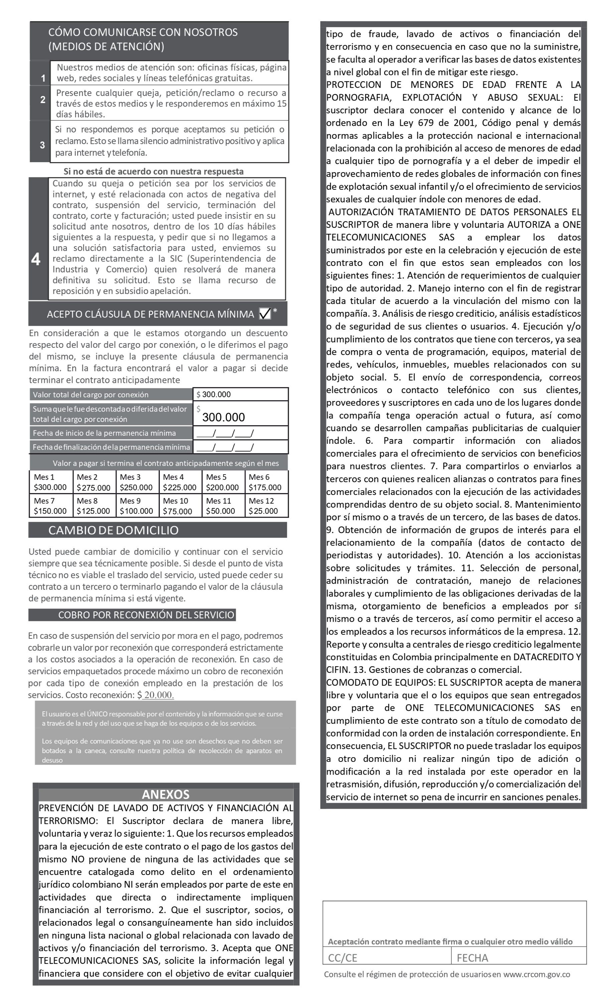 CÓMO COMUNICARSE CON NOSOTROS
(MEDIOS DE ATENCIÓN)
1
Nuestros medios de atención son: oficinas físicas, página
web, redes sociales y líneas telefónicas gratuitas.
2
Presente cualquier queja, petición/reclamo o recurso a
través de estos medios y le responderemos en máximo 15
días hábiles.
3
Si no respondemos es porque aceptamos su petición o
reclamo. Esto se llama silencio administrativo positivo y aplica
para internet y telefonía.
Si no está de acuerdo con nuestra respuesta
4
Cuando su queja o petición sea por los servicios de
internet, y esté relacionada con actos de negativa del
contrato, suspensión del servicio, terminación del
contrato, corte y facturación; usted puede insistir en su
solicitud ante nosotros, dentro de los 10 días hábiles
siguientes a la respuesta, y pedir que si no llegamos a
una solución satisfactoria para usted, enviemos su
reclamo directamente a la SIC (Superintendencia de
Industria y Comercio) quien resolverá de manera
definitiva su solicitud. Esto se llama recurso de
reposición y en subsidio apelación.
ACEPTO CLÁUSULA DE PERMANENCIA MÍNIMA ☑ *
En consideración a que le estamos otorgando un descuento
respecto del valor del cargo por conexión, o le diferimos el pago
del mismo, se incluye la presente cláusula de permanencia
mínima. En la factura encontrará el valor a pagar si decide
terminar el contrato anticipadamente
Valor total del cargo por conexión $ 300.000
Suma que le fue descontada o diferida del valor
total del cargo por conexión
$
300.000
Fecha de inicio de la permanencia mínima ___/___/___/
Fecha de finalización de la permanencia mínima ___/___/___/
Valor a pagar si termina el contrato anticipadamente según el mes
Mes 1 Mes 2 Mes 3 Mes 4 Mes 5 Mes 6
$300.000 $275.000 $250.000 $225.000 $200.000 $175.000
Mes 7 Mes 8 Mes 9 Mes 10 Mes 11 Mes 12
$150.000 $125.000 $100.000 $75.000 $50.000 $25.000
CAMBIO DE DOMICILIO
Usted puede cambiar de domicilio y continuar con el servicio
siempre que sea técnicamente posible. Si desde el punto de vista
técnico no es viable el traslado del servicio, usted puede ceder su
contrato a un tercero o terminarlo pagando el valor de la cláusula
de permanencia mínima si está vigente.
COBRO POR RECONEXIÓN DEL SERVICIO
En caso de suspensión del servicio por mora en el pago, podremos
cobrarle un valor por reconexión que corresponderá estrictamente
a los costos asociados a la operación de reconexión. En caso de
servicios empaquetados procede máximo un cobro de reconexión
por cada tipo de conexión empleado en la prestación de los
servicios. Costo reconexión: $ 20.000.
El usuario es el ÚNICO responsable por el contenido y la información que se curse
a través de la red y del uso que se haga de los equipos o de los servicios.
Los equipos de comunicaciones que ya no use son desechos que no deben ser
botados a la caneca, consulte nuestra política de recolección de aparatos en
desuso
ANEXOS
PREVENCIÓN DE LAVADO DE ACTIVOS Y FINANCIACIÓN AL
TERRORISMO: El Suscriptor declara de manera libre,
voluntaria y veraz lo siguiente: 1. Que los recursos empleados
para la ejecución de este contrato o el pago de los gastos del
mismo NO proviene de ninguna de las actividades que se
encuentre catalogada como delito en el ordenamiento
jurídico colombiano NI serán empleados por parte de este en
actividades que directa o indirectamente impliquen
financiación al terrorismo. 2. Que el suscriptor, socios, o
relacionados legal o consanguíneamente han sido incluidos
en ninguna lista nacional o global relacionada con lavado de
activos y/o financiación del terrorismo. 3. Acepta que ONE
TELECOMUNICACIONES SAS, solicite la información legal y
financiera que considere con el objetivo de evitar cualquier
tipo de fraude, lavado de activos o financiación del
terrorismo y en consecuencia en caso que no la suministre,
se faculta al operador a verificar las bases de datos existentes
a nivel global con el fin de mitigar este riesgo.
PROTECCION DE MENORES DE EDAD FRENTE A LA
PORNOGRAFIA, EXPLOTACIÓN Y ABUSO SEXUAL: El
suscriptor declara conocer el contenido y alcance de lo
ordenado en la Ley 679 de 2001, Código penal y demás
normas aplicables a la protección nacional e internacional
relacionada con la prohibición al acceso de menores de edad
a cualquier tipo de pornografía y a el deber de impedir el
aprovechamiento de redes globales de información con fines
de explotación sexual infantil y/o el ofrecimiento de servicios
sexuales de cualquier índole con menores de edad.
AUTORIZACIÓN TRATAMIENTO DE DATOS PERSONALES EL
SUSCRIPTOR de manera libre y voluntaria AUTORIZA a ONE
TELECOMUNICACIONES SAS a emplear los datos
suministrados por este en la celebración y ejecución de este
contrato con el fin que estos sean empleados con los
siguientes fines: 1. Atención de requerimientos de cualquier
tipo de autoridad. 2. Manejo interno con el fin de registrar
cada titular de acuerdo a la vinculación del mismo con la
compañía. 3. Análisis de riesgo crediticio, análisis estadísticos
o de seguridad de sus clientes o usuarios. 4. Ejecución y/o
cumplimiento de los contratos que tiene con terceros, ya sea
de compra o venta de programación, equipos, material de
redes, vehículos, inmuebles, muebles relacionados con su
objeto social. 5. El envío de correspondencia, correos
electrónicos o contacto telefónico con sus clientes,
proveedores y suscriptores en cada uno de los lugares donde
la compañía tenga operación actual o futura, así como
cuando se desarrollen campañas publicitarias de cualquier
índole. 6. Para compartir información con aliados
comerciales para el ofrecimiento de servicios con beneficios
para nuestros clientes. 7. Para compartirlos o enviarlos a
terceros con quienes realicen alianzas o contratos para fines
comerciales relacionados con la ejecución de las actividades
comprendidas dentro de su objeto social. 8. Mantenimiento
por sí mismo o a través de un tercero, de las bases de datos.
9. Obtención de información de grupos de interés para el
relacionamiento de la compañía (datos de contacto de
periodistas y autoridades). 10. Atención a los accionistas
sobre solicitudes y trámites. 11. Selección de personal,
administración de contratación, manejo de relaciones
laborales y cumplimiento de las obligaciones derivadas de la
misma, otorgamiento de beneficios a empleados por sí
mismo o a través de terceros, así como permitir el acceso a
los empleados a los recursos informáticos de la empresa. 12.
Reporte y consulta a centrales de riesgo crediticio legalmente
constituidas en Colombia principalmente en DATACREDITO Y
CIFIN. 13. Gestiones de cobranzas o comercial.
COMODATO DE EQUIPOS: EL SUSCRIPTOR acepta de manera
libre y voluntaria que el o los equipos que sean entregados
por parte de ONE TELECOMUNICACIONES SAS en
cumplimiento de este contrato son a título de comodato de
conformidad con la orden de instalación correspondiente. En
consecuencia, EL SUSCRIPTOR no puede trasladar los equipos
a otro domicilio ni realizar ningún tipo de adición o
modificación a la red instalada por este operador en la
retrasmisión, difusión, reproducción y/o comercialización del
servicio de internet so pena de incurrir en sanciones penales.
Aceptación contrato mediante firma o cualquier otro medio válido
CC/CE FECHA
Consulte el régimen de protección de usuarios en www.crcom.gov.co